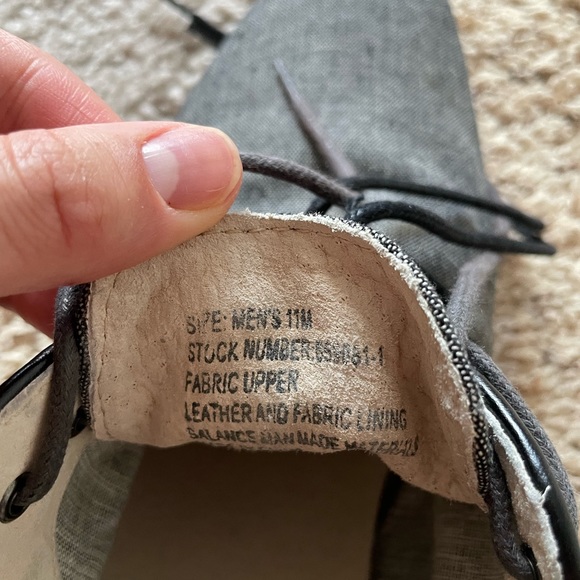 SIZE: MEN'S 11M
STOCK NUMBER
FABRIC UPPER
LEATHER AND FABRIC LINING
BALANCE MAN MADE MATERIALS